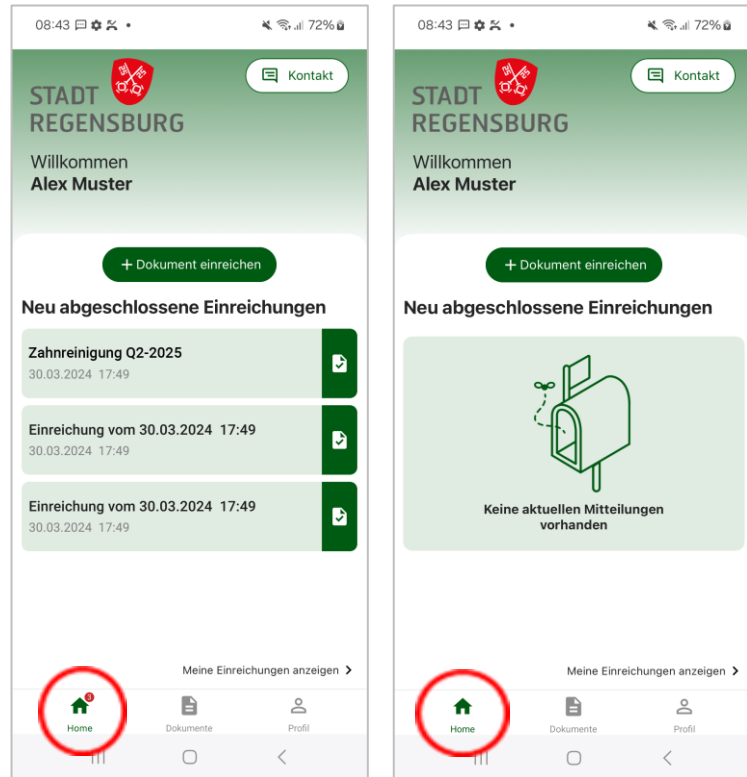 08:43
72%
Kontakt
STADT
REGENSBURG
Willkommen
Alex Muster
+ Dokument einreichen
Neu abgeschlossene Einreichungen
Zahnreinigung Q2-2025
30.03.2024 17:49
Einreichung vom 30.03.2024 17:49
30.03.2024 17:49
Einreichung vom 30.03.2024 17:49
30.03.2024 17:49
Meine Einreichungen anzeigen
3
Home
Dokumente
Profil
08:43
72%
Kontakt
STADT
REGENSBURG
Willkommen
Alex Muster
+ Dokument einreichen
Neu abgeschlossene Einreichungen
Keine aktuellen Mitteilungen
vorhanden
Meine Einreichungen anzeigen
Home
Dokumente
Profil